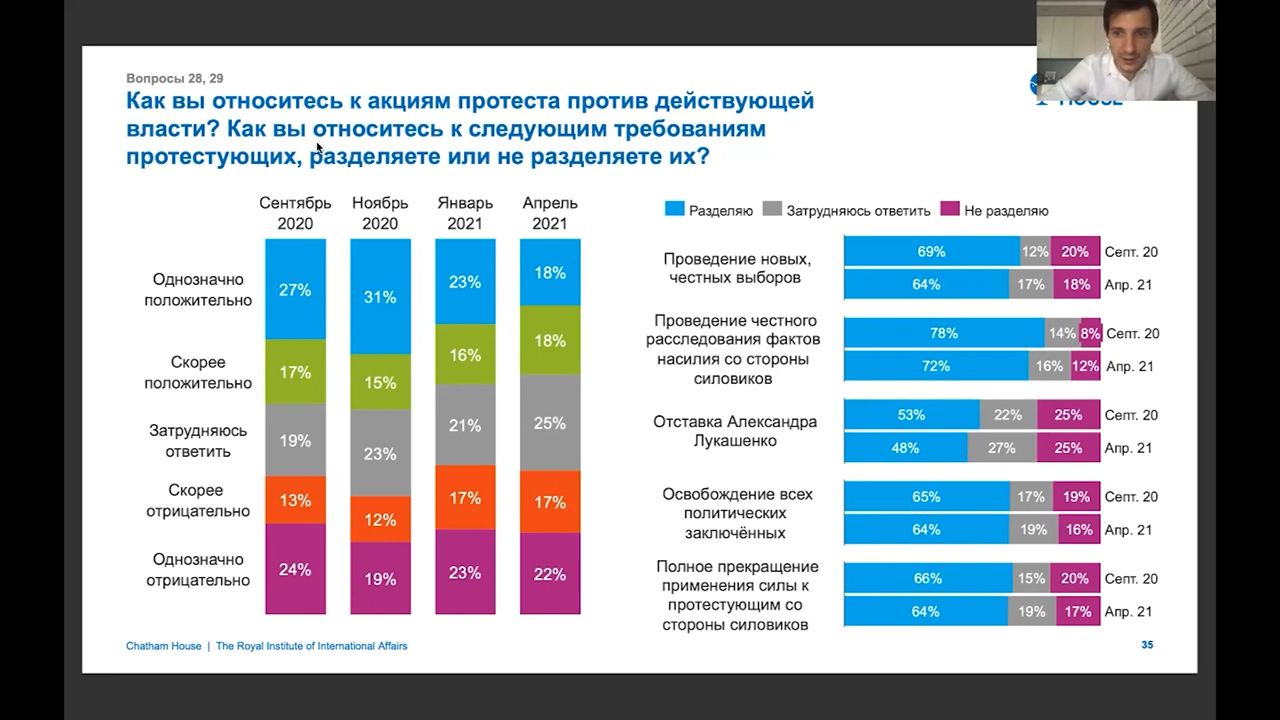 Вопросы 28, 29
Как вы относитесь к акциям протеста против действующей
власти? Как вы относитесь к следующим требованиям
протестующих, разделяете или не разделяете их?
HOUSE
Сентябрь
2020
Ноябрь
2020
Январь
2021
Апрель
2021
Однозначно
положительно
27%
31%
23%
18%
Скорее
положительно
17%
15%
16%
18%
Затрудняюсь
ответить
19%
23%
21%
25%
Скорее
отрицательно
13%
12%
17%
17%
Однозначно
отрицательно
24%
19%
23%
22%
Разделяю
Затрудняюсь ответить
Не разделяю
Проведение новых,
честных выборов
69% 12% 20% Септ. 20
64% 17% 18% Апр. 21
Проведение честного
расследования фактов
насилия со стороны
силовиков
78% 14% 8% Септ. 20
72% 16% 12% Апр. 21
Отставка Александра
Лукашенко
53% 22% 25% Септ. 20
48% 27% 25% Апр. 21
Освобождение всех
политических
заключённых
65% 17% 19% Септ. 20
64% 19% 16% Апр. 21
Полное прекращение
применения силы к
протестующим со
стороны силовиков
66% 15% 20% Септ. 20
64% 19% 17% Апр. 21
Chatham House | The Royal Institute of International Affairs
35